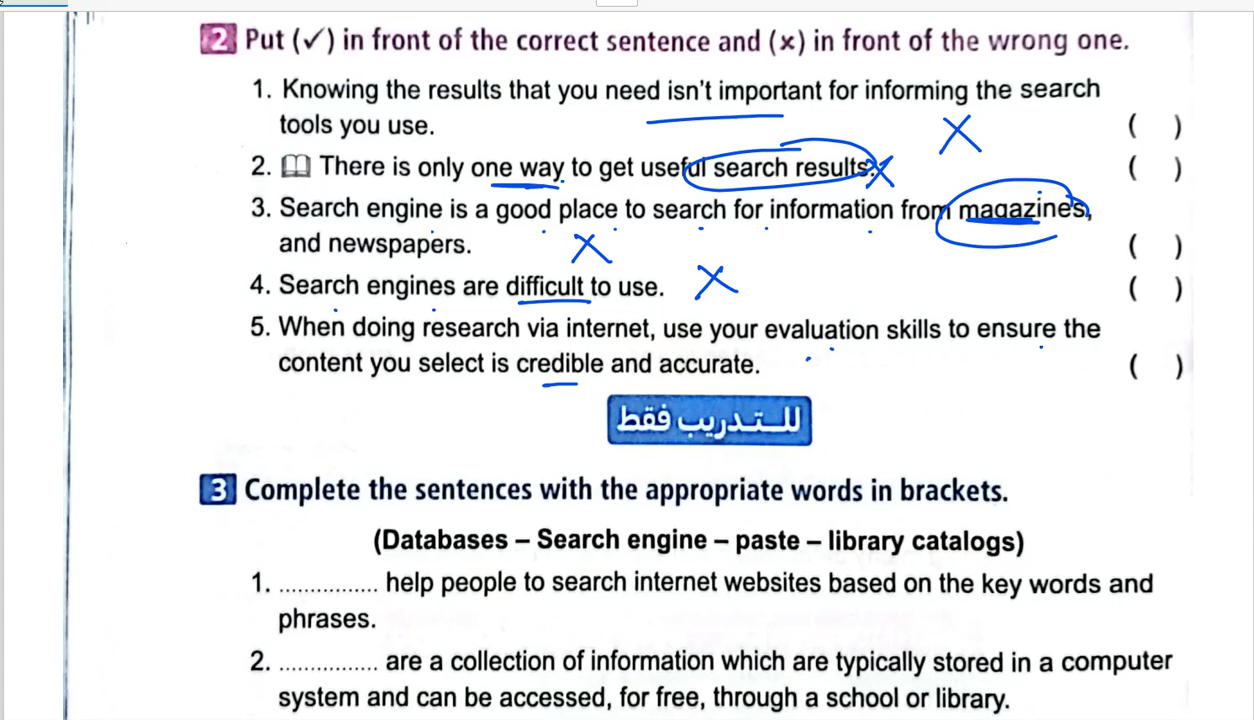 2 Put (✓) in front of the correct sentence and (x) in front of the wrong one.
1. Knowing the results that you need isn't important for informing the search
tools you use. ( )
2. There is only one way to get useful search results. ( )
3. Search engine is a good place to search for information from magazines,
and newspapers. ( )
4. Search engines are difficult to use. ( )
5. When doing research via internet, use your evaluation skills to ensure the
content you select is credible and accurate. ( )
للتدريب فقط
3 Complete the sentences with the appropriate words in brackets.
(Databases – Search engine – paste – library catalogs)
1. ............... help people to search internet websites based on the key words and
phrases.
2. ............... are a collection of information which are typically stored in a computer
system and can be accessed, for free, through a school or library.